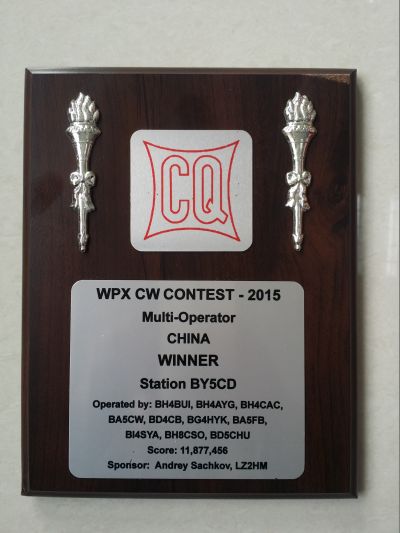 CQ
WPX CW CONTEST - 2015
Multi-Operator
CHINA
WINNER
Station BY5CD
Operated by: BH4BUI, BH4AYG, BH4CAC,
BA5CW, BD4CB, BG4HYK, BA5FB,
BI4SYA, BH8CSO, BD5CHU
Score: 11,877,456
Sponsor: Andrey Sachkov, LZ2HM